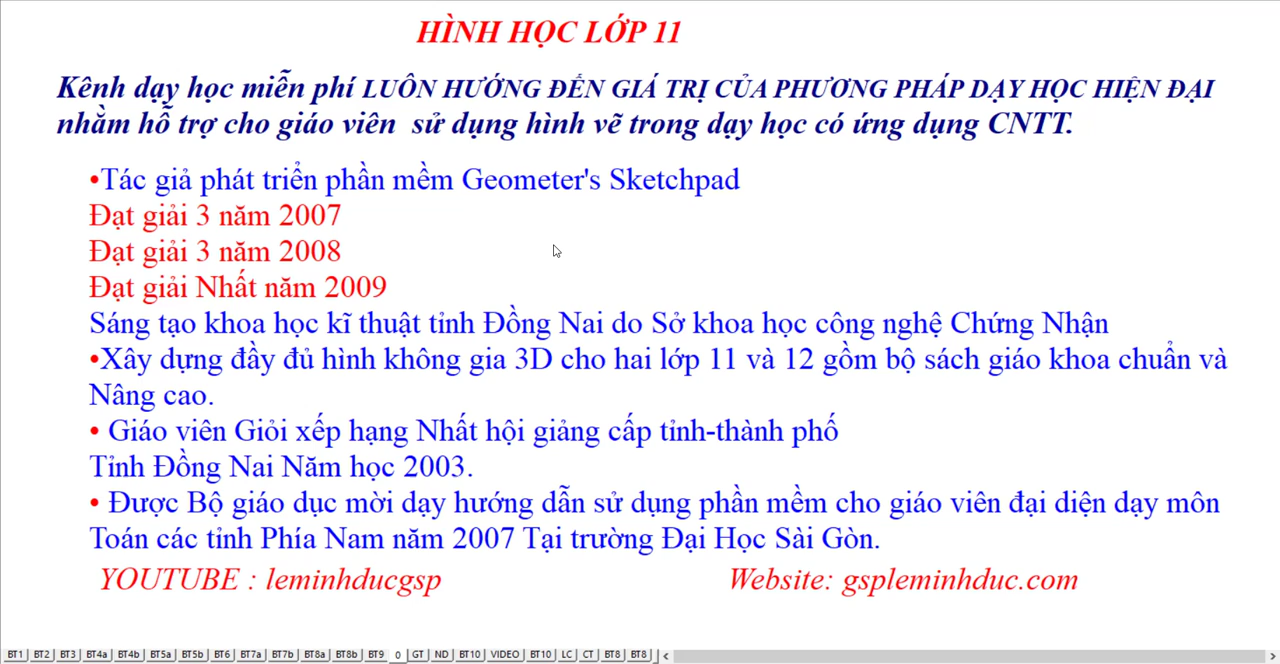 HÌNH HỌC LỚP 11
Kênh dạy học miễn phí LUÔN HƯỚNG ĐẾN GIÁ TRỊ CỦA PHƯƠNG PHÁP DẠY HỌC HIỆN ĐẠI
nhằm hỗ trợ cho giáo viên sử dụng hình vẽ trong dạy học có ứng dụng CNTT.
•Tác giả phát triển phần mềm Geometer's Sketchpad
Đạt giải 3 năm 2007
Đạt giải 3 năm 2008
Đạt giải Nhất năm 2009
Sáng tạo khoa học kĩ thuật tỉnh Đồng Nai do Sở khoa học công nghệ Chứng Nhận
•Xây dựng đầy đủ hình không gia 3D cho hai lớp 11 và 12 gồm bộ sách giáo khoa chuẩn và
Nâng cao.
• Giáo viên Giỏi xếp hạng Nhất hội giảng cấp tỉnh-thành phố
Tỉnh Đồng Nai Năm học 2003.
• Được Bộ giáo dục mời dạy hướng dẫn sử dụng phần mềm cho giáo viên đại diện dạy môn
Toán các tỉnh Phía Nam năm 2007 Tại trường Đại Học Sài Gòn.
YOUTUBE : leminhducgsp Website: gspleminhduc.com
BT1 BT2 BT3 BT4a BT4b BT5a BT5b BT6 BT7a BT7b BT8a BT8b BT9 0 GT ND BT10 VIDEO BT10 LC CT BT8 BT8